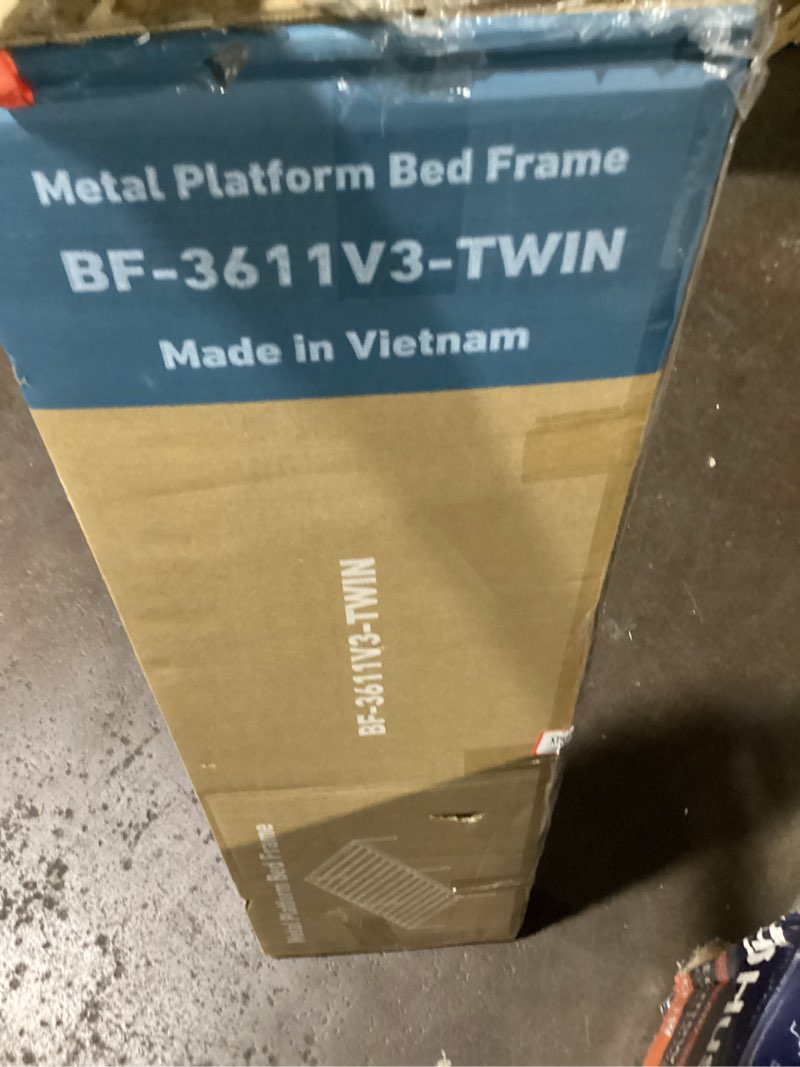 Metal Platform Bed Frame
BF-3611V3-TWIN
Made in Vietnam
BF-3611V3-TWIN
Metal Platform Bed Frame